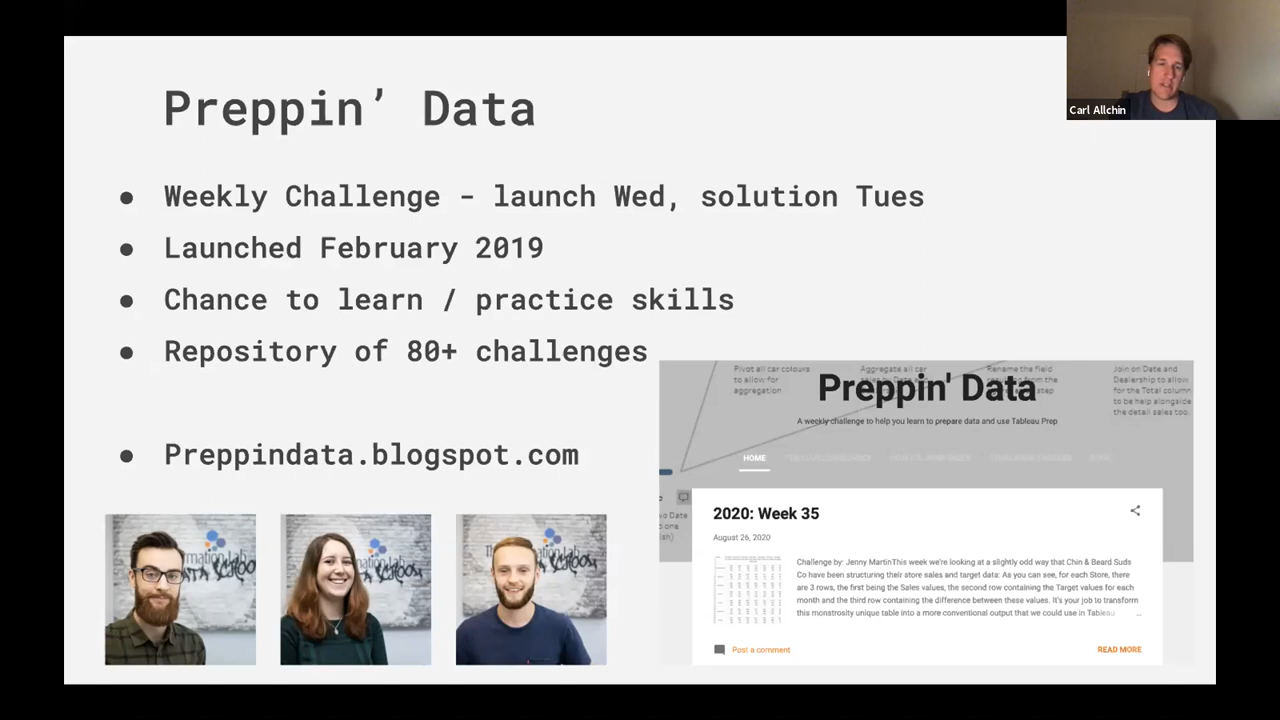 Preppin’ Data
Carl Allchin
● Weekly Challenge - launch Wed, solution Tues
● Launched February 2019
● Chance to learn / practice skills
● Repository of 80+ challenges
● Preppindata.blogspot.com
Pivot all car colours
to allow for
aggregation
Aggregate all car
Rename the field
Join on Date and
Dealership to allow
for the Total column
to be help alongside
the detail sales too.
Preppin' Data
A weekly challenge to help you learn to prepare data and use Tableau Prep
HOME
2020: Week 35
August 26, 2020
Challenge by: Jenny MartinThis week we're looking at a slightly odd way that Chin & Beard Suds
Co have been structuring their store sales and target data: As you can see, for each Store, there
are 3 rows, the first being the Sales values, the second row containing the Target values for each
month and the third row containing the difference between these values. It's your job to transform
this monstrosity unique table into a more conventional output that we could use in Tableau ...
Post a comment
READ MORE